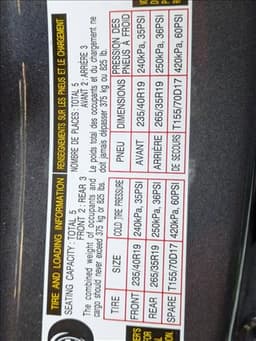 TIRE AND LOADING INFORMATION
SEATING CAPACITY : TOTAL 5
FRONT 2 : REAR 3
The combined weight of occupants and
cargo should never exceed 375 kg or 825 lb.
TIRE SIZE COLD TIRE PRESSURE
FRONT 235/40R19 240kPa, 35PSI
REAR 265/35R19 250kPa, 36PSI
SPARE T155/70D17 420kPa, 60PSI
RENSEIGNEMENTS SUR LES PNEUS ET LE CHARGEMENT
NOMBRE DE PLACES : TOTAL 5
AVANT 2 : ARRIÈRE 3
Le poids total des occupants et du chargement ne
doit jamais dépasser 375 kg ou 825 lb.
PNEU DIMENSIONS PRESSION DES PNEUS À FROID
AVANT 235/40R19 240kPa, 35PSI
ARRIÈRE 265/35R19 250kPa, 36PSI
DE SECOURS T155/70D17 420kPa, 60PSI